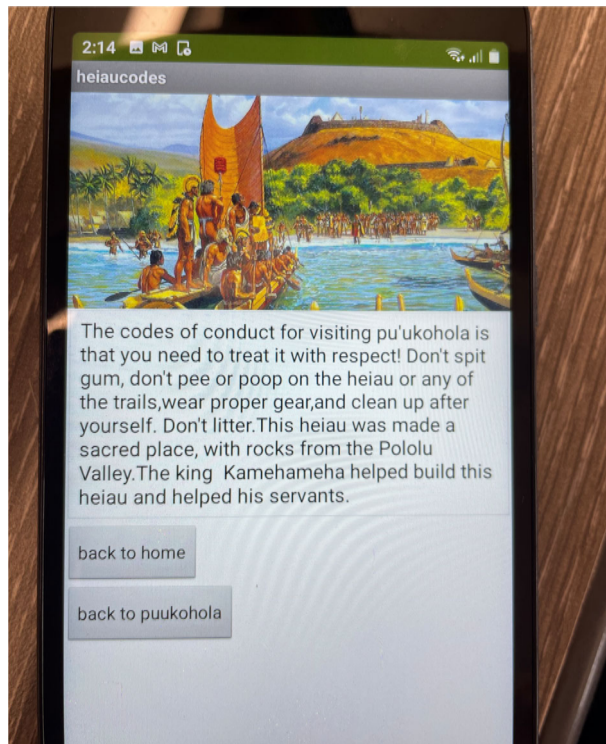 2:14
heiaucodes
The codes of conduct for visiting pu'ukohola is
that you need to treat it with respect! Don't spit
gum, don't pee or poop on the heiau or any of
the trails,wear proper gear,and clean up after
yourself. Don't litter.This heiau was made a
sacred place, with rocks from the Pololu
Valley.The king  Kamehameha helped build this
heiau and helped his servants.
back to home
back to puukohola